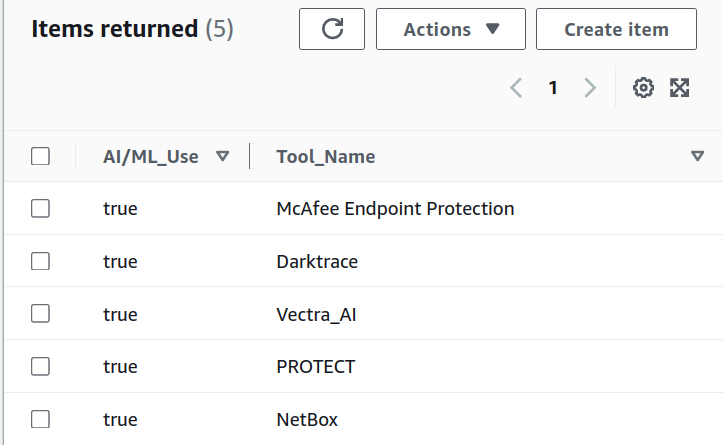 Items returned (5)
Actions
Create item
1
AI/ML_Use Tool_Name
true McAfee Endpoint Protection
true Darktrace
true Vectra_AI
true PROTECT
true NetBox